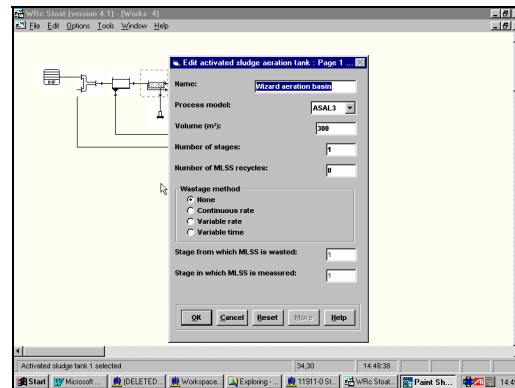 WRc Stoat (version 4.1) - [Works 4]
File Edit Options Tools Window Help
Edit activated sludge aeration tank : Page 1 ...
Name: Wizard aeration basin
Process model: ASAL3
Volume (m³): 300
Number of stages: 1
Number of MLSS recycles: 0
Wastage method
None
Continuous rate
Variable rate
Variable time
Stage from which MLSS is wasted: 1
Stage in which MLSS is measured: 1
OK Cancel Reset More Help
Activated sludge tank 1 selected 34,30 14:49:38
Start Microsoft ... (DELETED... Workspace... Exploring - ... 11911-0 St... WRc Stoat... Paint Sh...